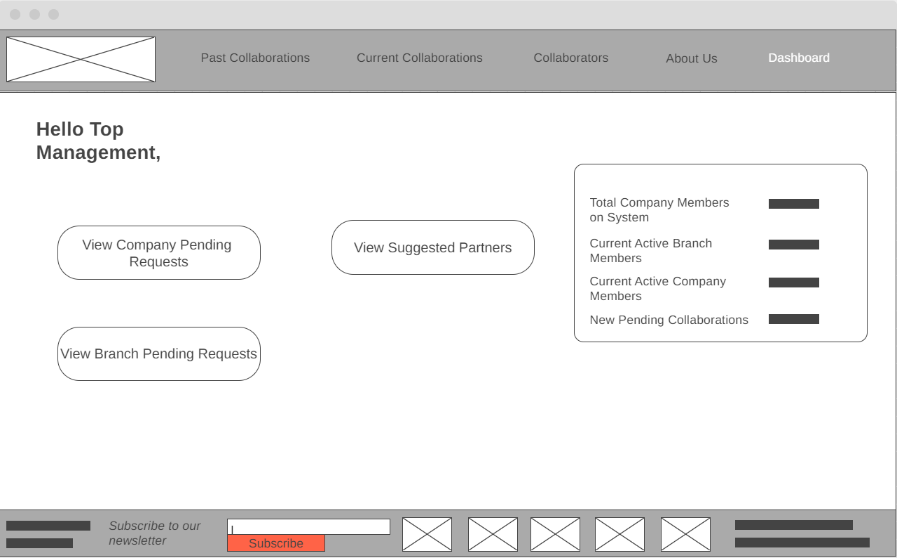 Past Collaborations
Current Collaborations
Collaborators
About Us
Dashboard
Hello Top
Management,
View Company Pending
Requests
View Suggested Partners
View Branch Pending Requests
Total Company Members
on System
Current Active Branch
Members
Current Active Company
Members
New Pending Collaborations
Subscribe to our
newsletter
Subscribe